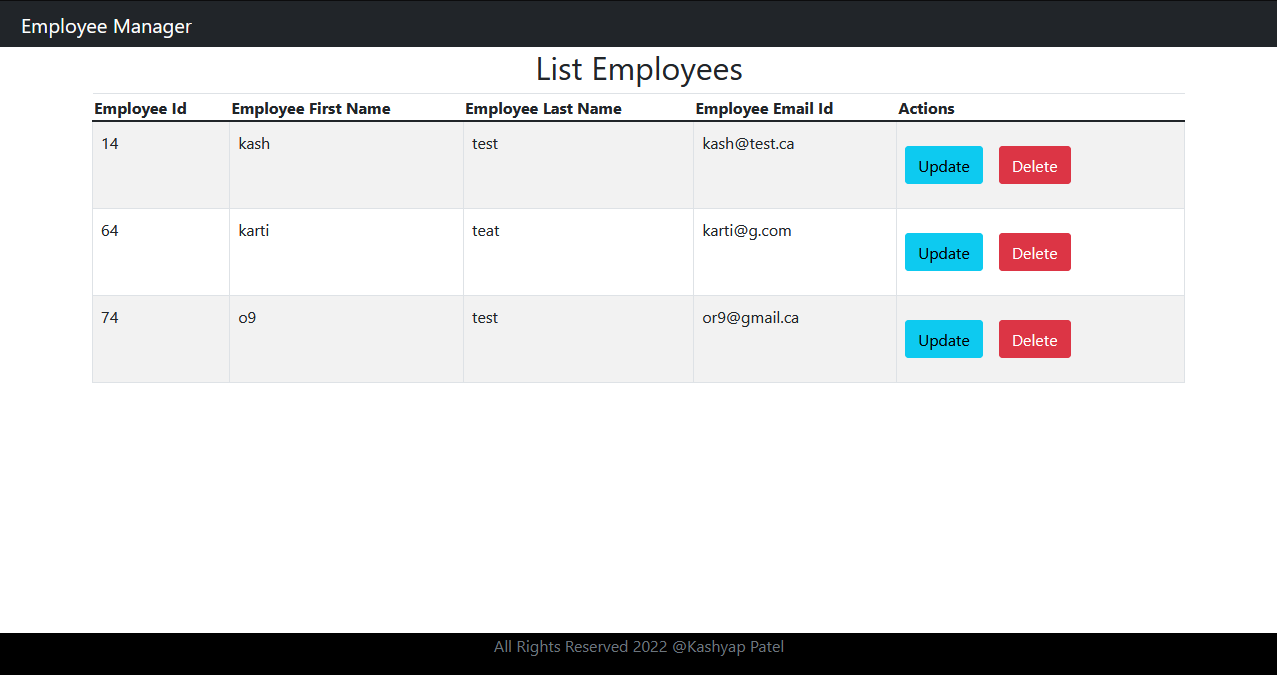 Employee Manager
List Employees
Employee Id Employee First Name Employee Last Name Employee Email Id Actions
14 kash test kash@test.ca Update Delete
64 karti teat karti@g.com Update Delete
74 o9 test or9@gmail.ca Update Delete
All Rights Reserved 2022 @Kashyap Patel